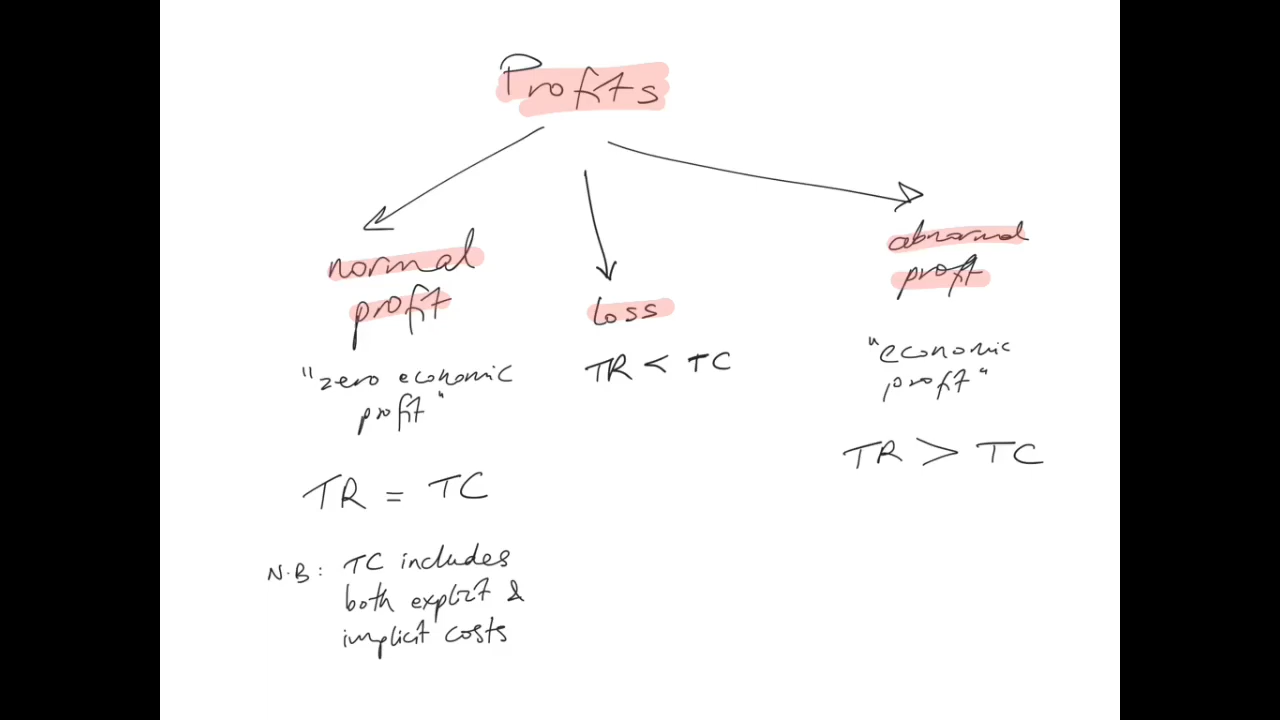 Profits
normal
profit
"zero economic
profit"
TR = TC
N.B: TC includes
both explicit &
implicit costs
loss
TR < TC
abnormal
profit
"economic
profit"
TR > TC